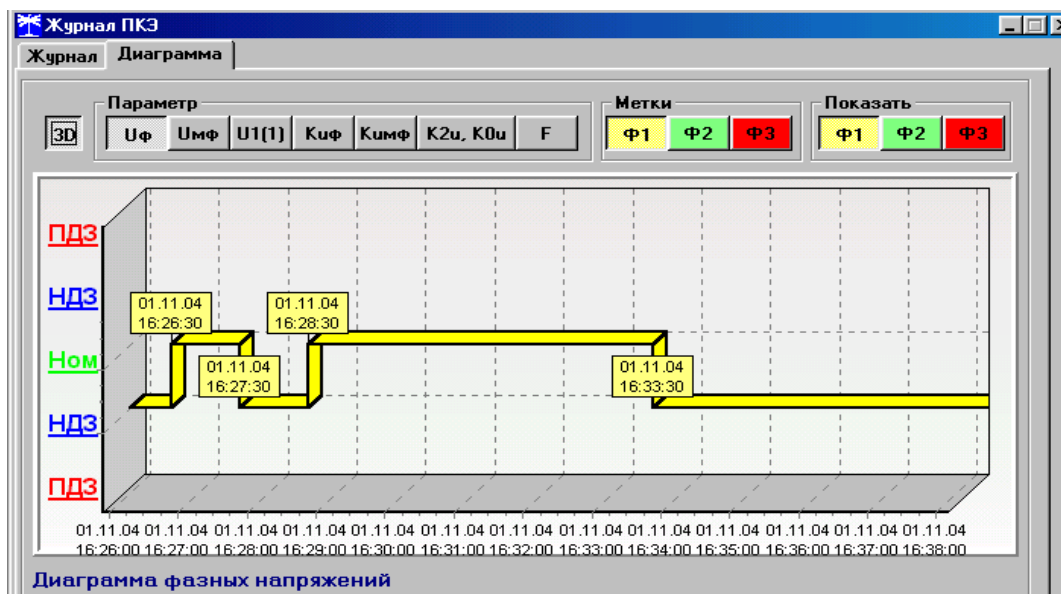 Журнал ПКЭ
Журнал Диаграмма
Параметр Метки Показать
3D Uф Uмф U1(1) Kuф Kuмф K2u, K0u F Ф1 Ф2 Ф3 Ф1 Ф2 Ф3
ПДЗ
НДЗ
01.11.04 01.11.04
16:26:30 16:28:30
Ном
01.11.04 01.11.04
16:27:30 16:33:30
НДЗ
ПДЗ
01.11.04 01.11.04 01.11.04 01.11.04 01.11.04 01.11.04 01.11.04 01.11.04 01.11.04 01.11.04 01.11.04 01.11.04 01.11.04
16:26:00 16:27:00 16:28:00 16:29:00 16:30:00 16:31:00 16:32:00 16:33:00 16:34:00 16:35:00 16:36:00 16:37:00 16:38:00
Диаграмма фазных напряжений